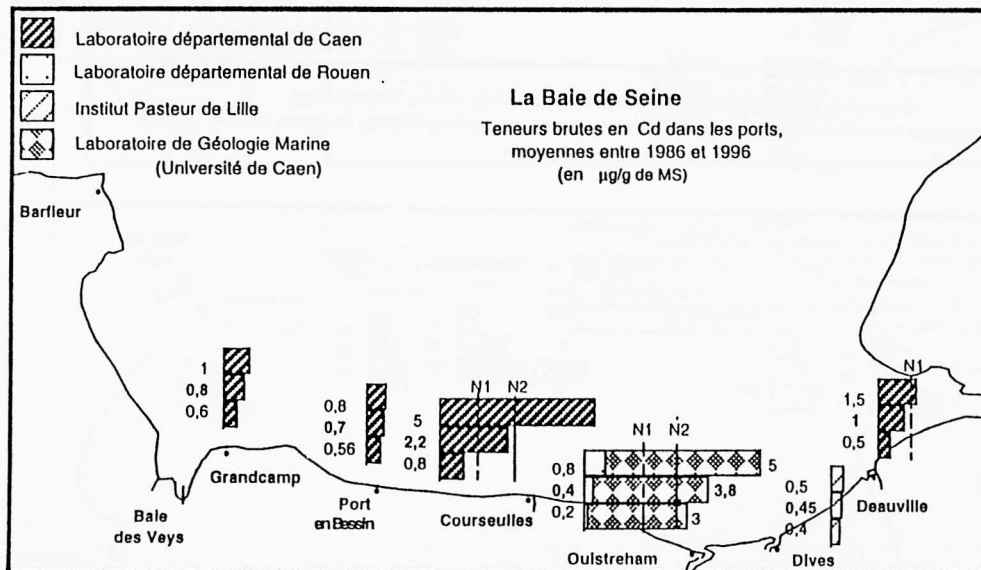 Laboratoire départemental de Caen
Laboratoire départemental de Rouen
Institut Pasteur de Lille
Laboratoire de Géologie Marine
(Université de Caen)
La Baie de Seine
Teneurs brutes en Cd dans les ports,
moyennes entre 1986 et 1996
(en µg/g de MS)
Barfleur
1
0,8
0,6
Grandcamp
Baie
des Veys
0,8
0,7
0,56
Port
en Bessin
N1 N2
5
2,2
0,8
Courseulles
N1 N2
0,8 5
0,4 3,8
0,2 3
Ouistreham
0,5
0,45
0,4
Dives
N1
1,5
1
0,5
Deauville